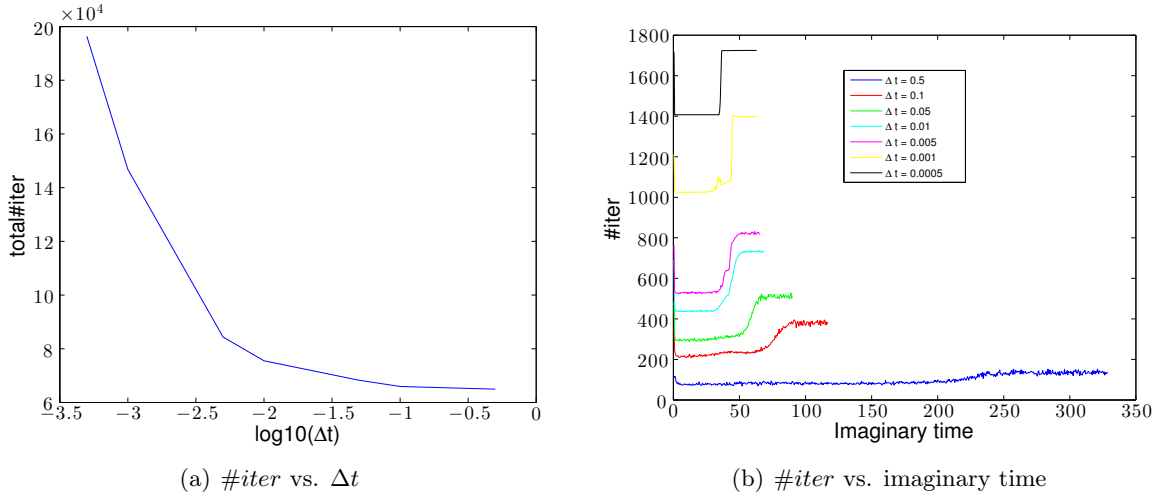 ×10⁴
20
18
16
14
12
10
8
6
total#iter
−3.5 −3 −2.5 −2 −1.5 −1 −0.5 0
log10(Δt)
(a) #iter vs. Δt
1800
1600
1400
1200
1000
800
600
400
200
0
#iter
Δ t = 0.5
Δ t = 0.1
Δ t = 0.05
Δ t = 0.01
Δ t = 0.005
Δ t = 0.001
Δ t = 0.0005
0 50 100 150 200 250 300 350
Imaginary time
(b) #iter vs. imaginary time